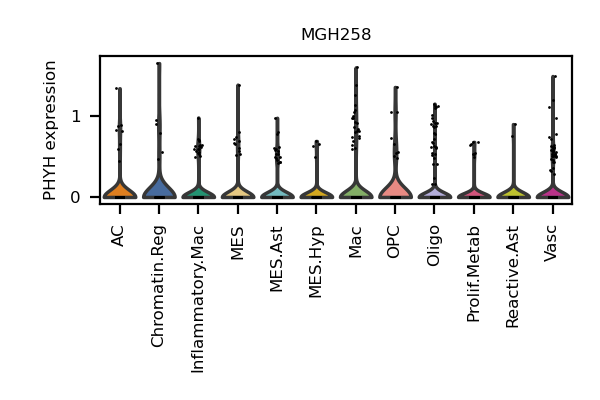 MGH258
PHYH expression
1
0
AC
Chromatin.Reg
Inflammatory.Mac
MES
MES.Ast
MES.Hyp
Mac
OPC
Oligo
Prolif.Metab
Reactive.Ast
Vasc